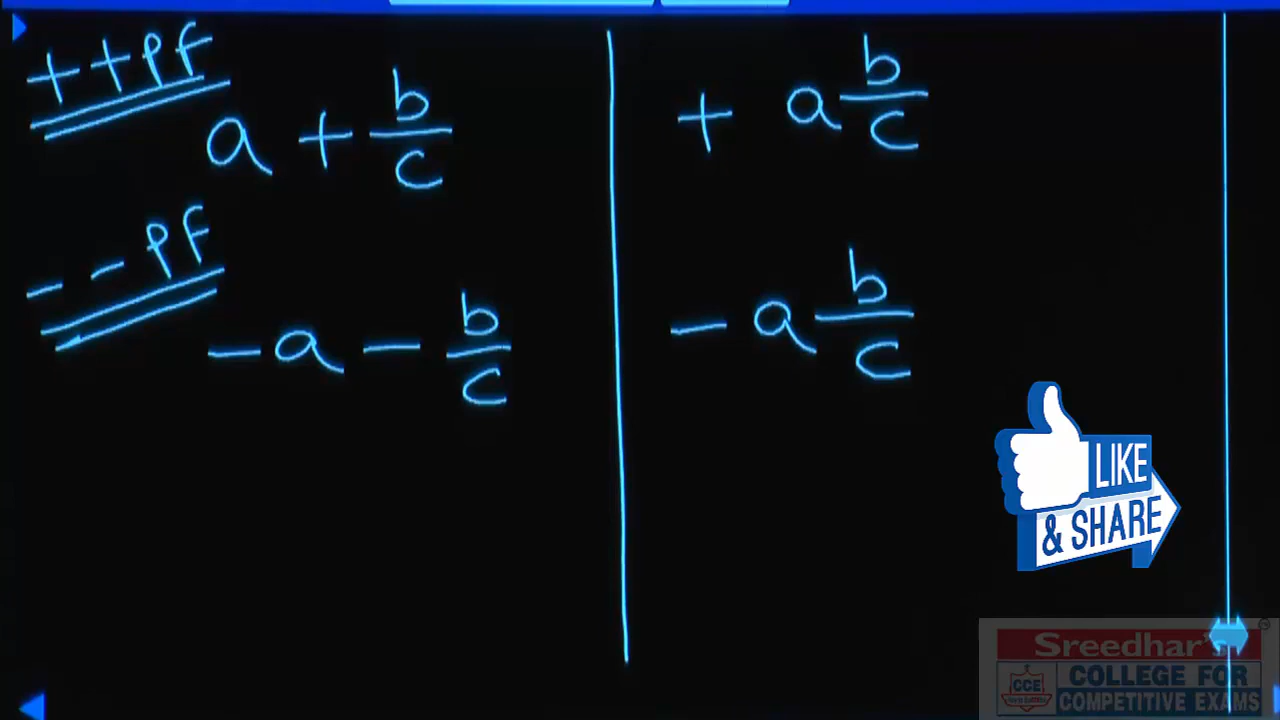 ++PF
a + b/c
+ a b/c
--PF
-a - b/c
- a b/c
LIKE
& SHARE
Sreedhar's
CCE
COLLEGE FOR
COMPETITIVE EXAMS